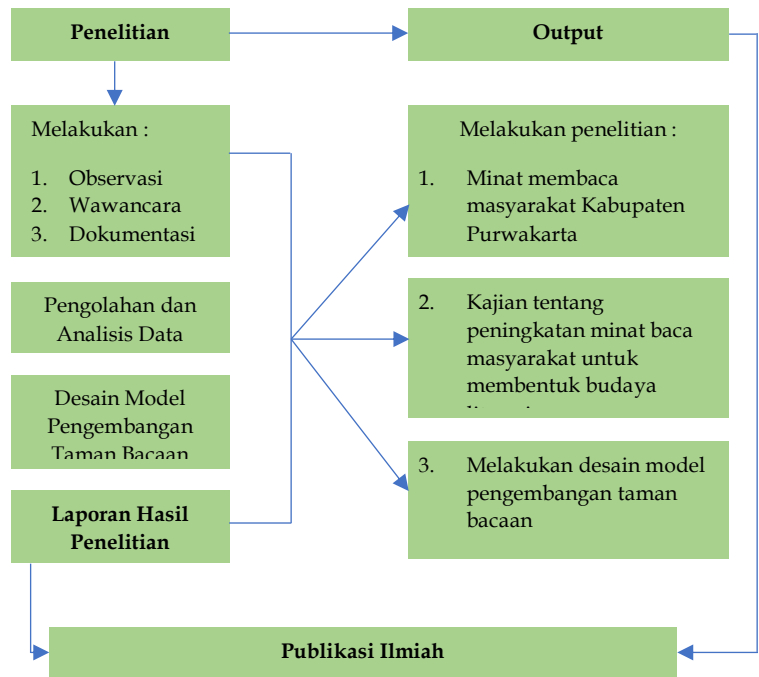 Penelitian
Output
Melakukan :
1. Observasi
2. Wawancara
3. Dokumentasi
Pengolahan dan
Analisis Data
Desain Model
Pengembangan
Taman Bacaan
Laporan Hasil
Penelitian
Melakukan penelitian :
1. Minat membaca
masyarakat Kabupaten
Purwakarta
2. Kajian tentang
peningkatan minat baca
masyarakat untuk
membentuk budaya
3. Melakukan desain model
pengembangan taman
bacaan
Publikasi Ilmiah